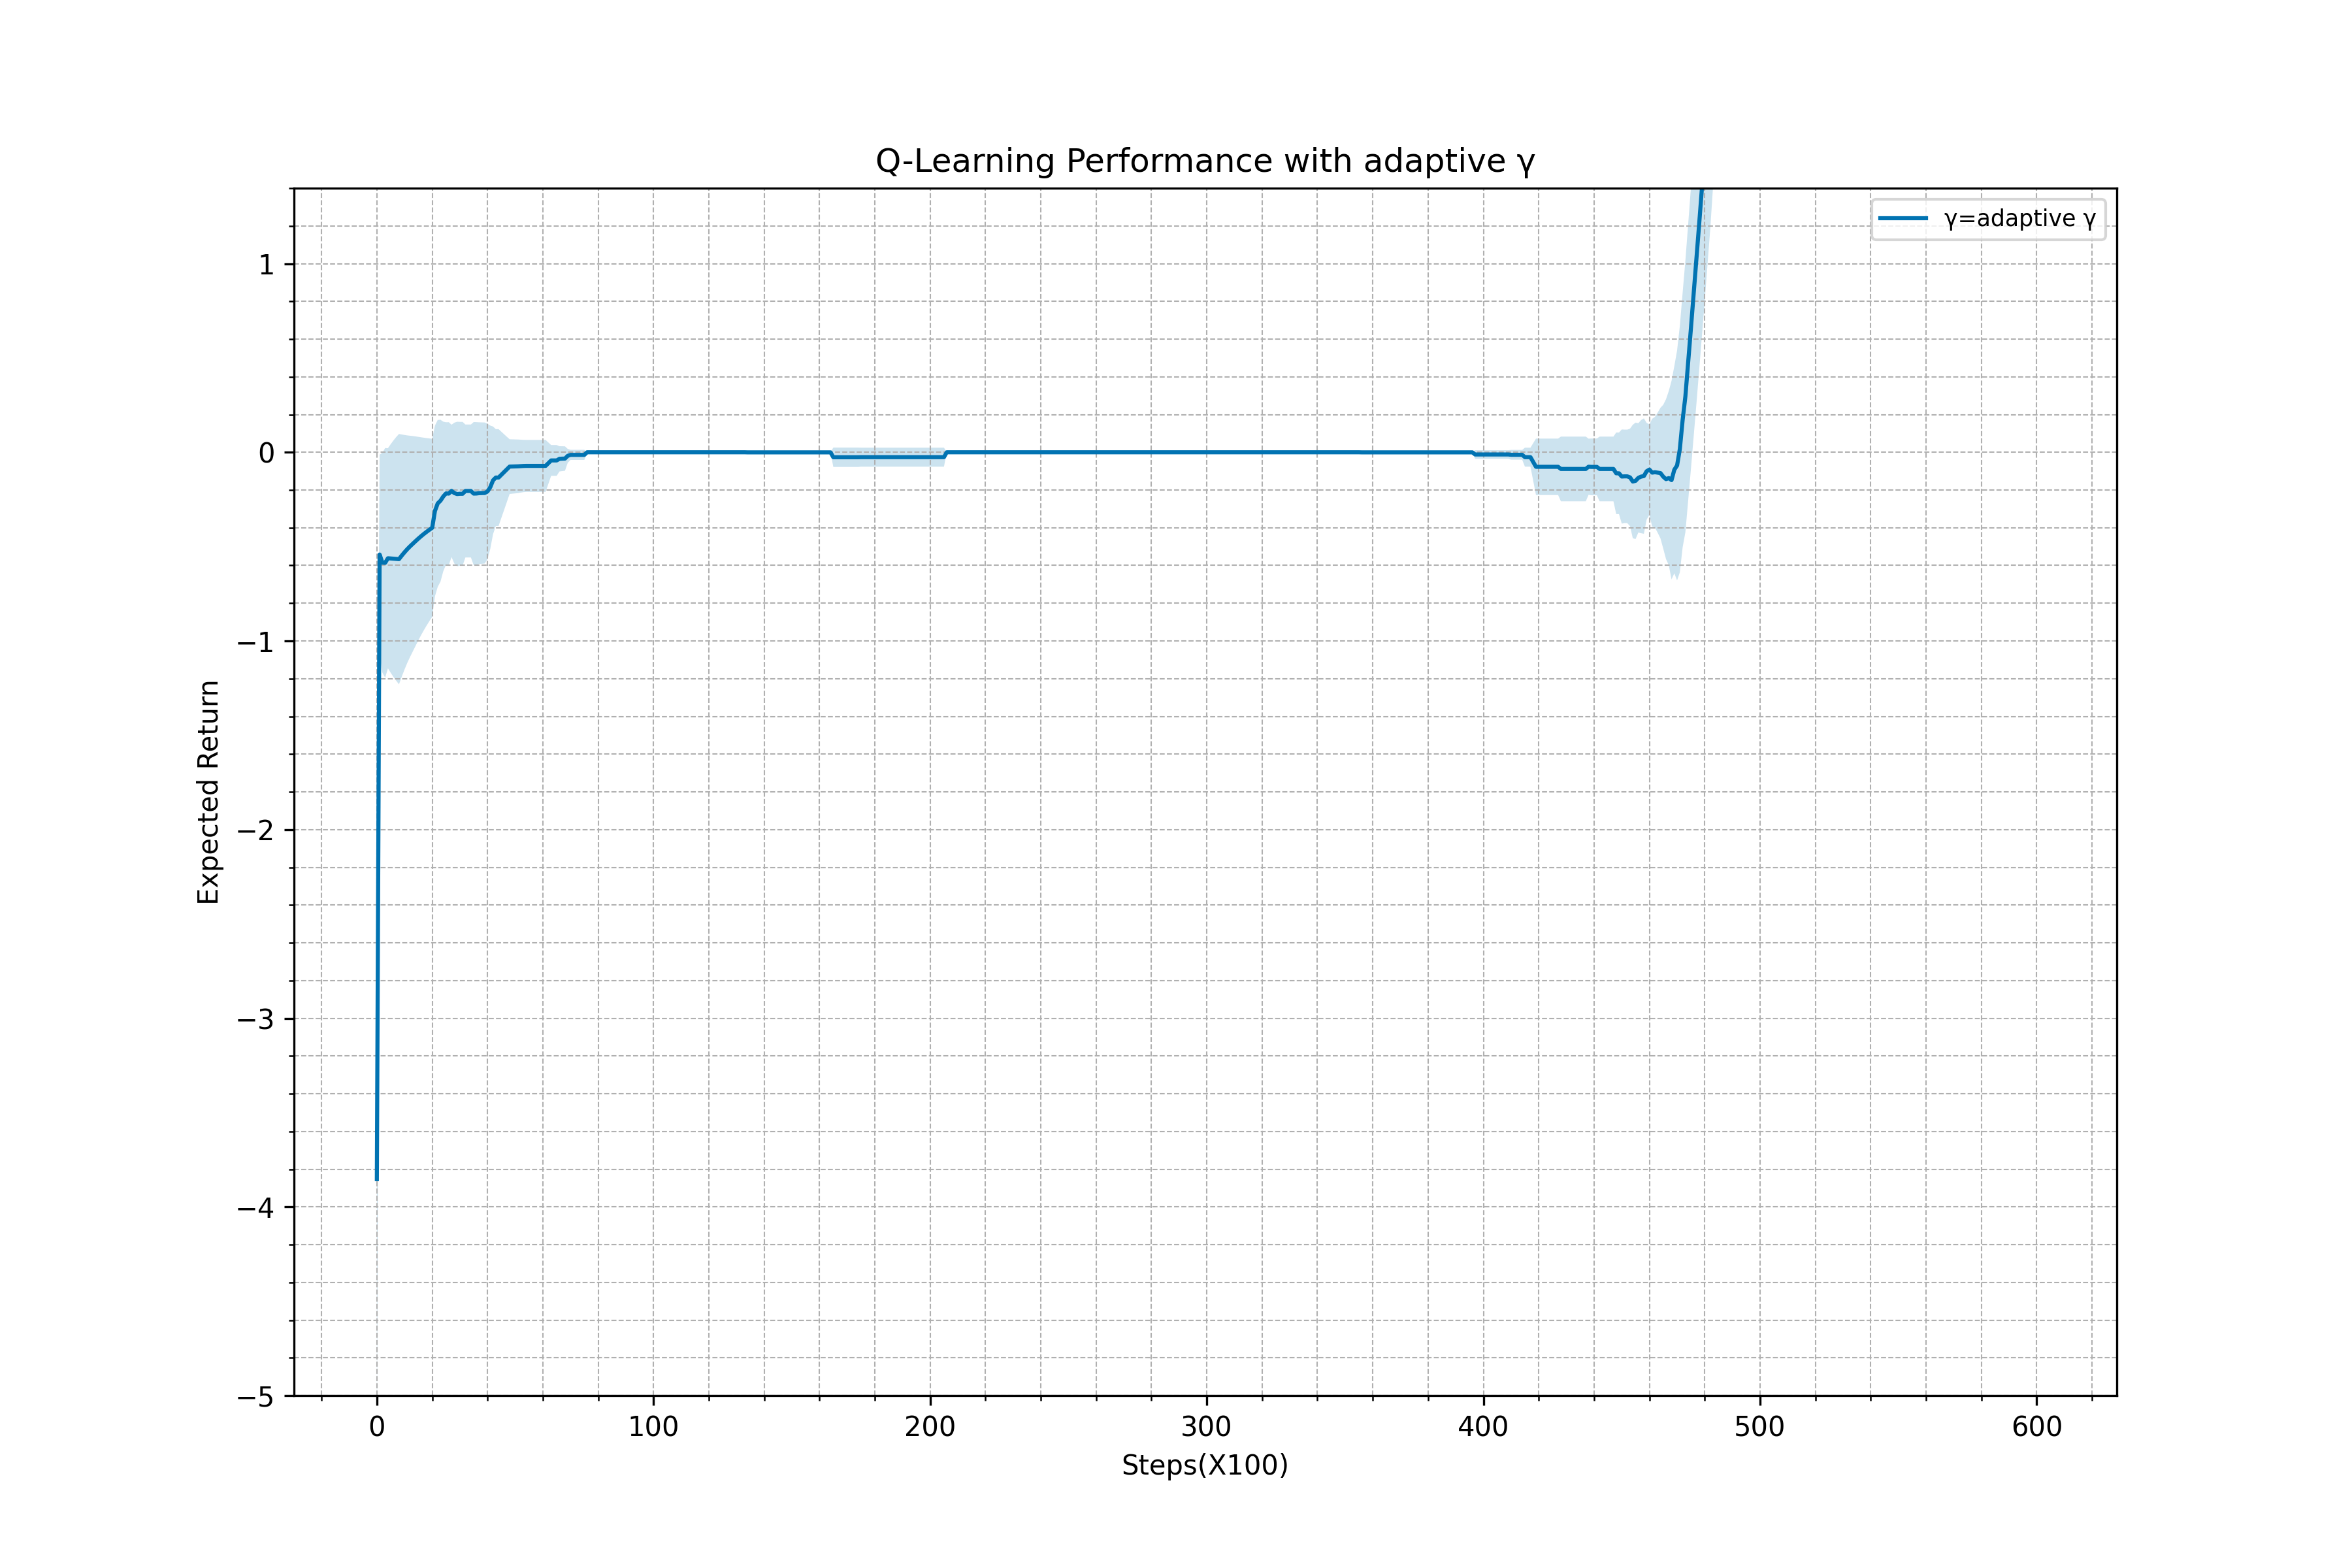 Q-Learning Performance with adaptive γ
γ=adaptive γ
1
0
−1
−2
−3
−4
−5
Expected Return
0 100 200 300 400 500 600
Steps(X100)